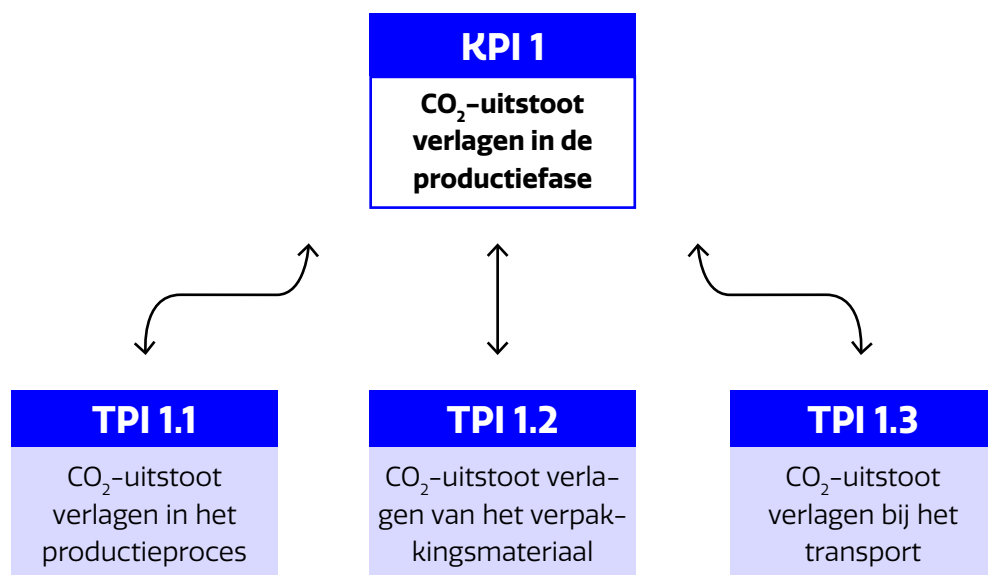 KPI 1
CO₂-uitstoot
verlagen in de
productiefase
TPI 1.1
CO₂-uitstoot
verlagen in het
productieproces
TPI 1.2
CO₂-uitstoot verla-
gen van het verpak-
kingsmateriaal
TPI 1.3
CO₂-uitstoot
verlagen bij het
transport